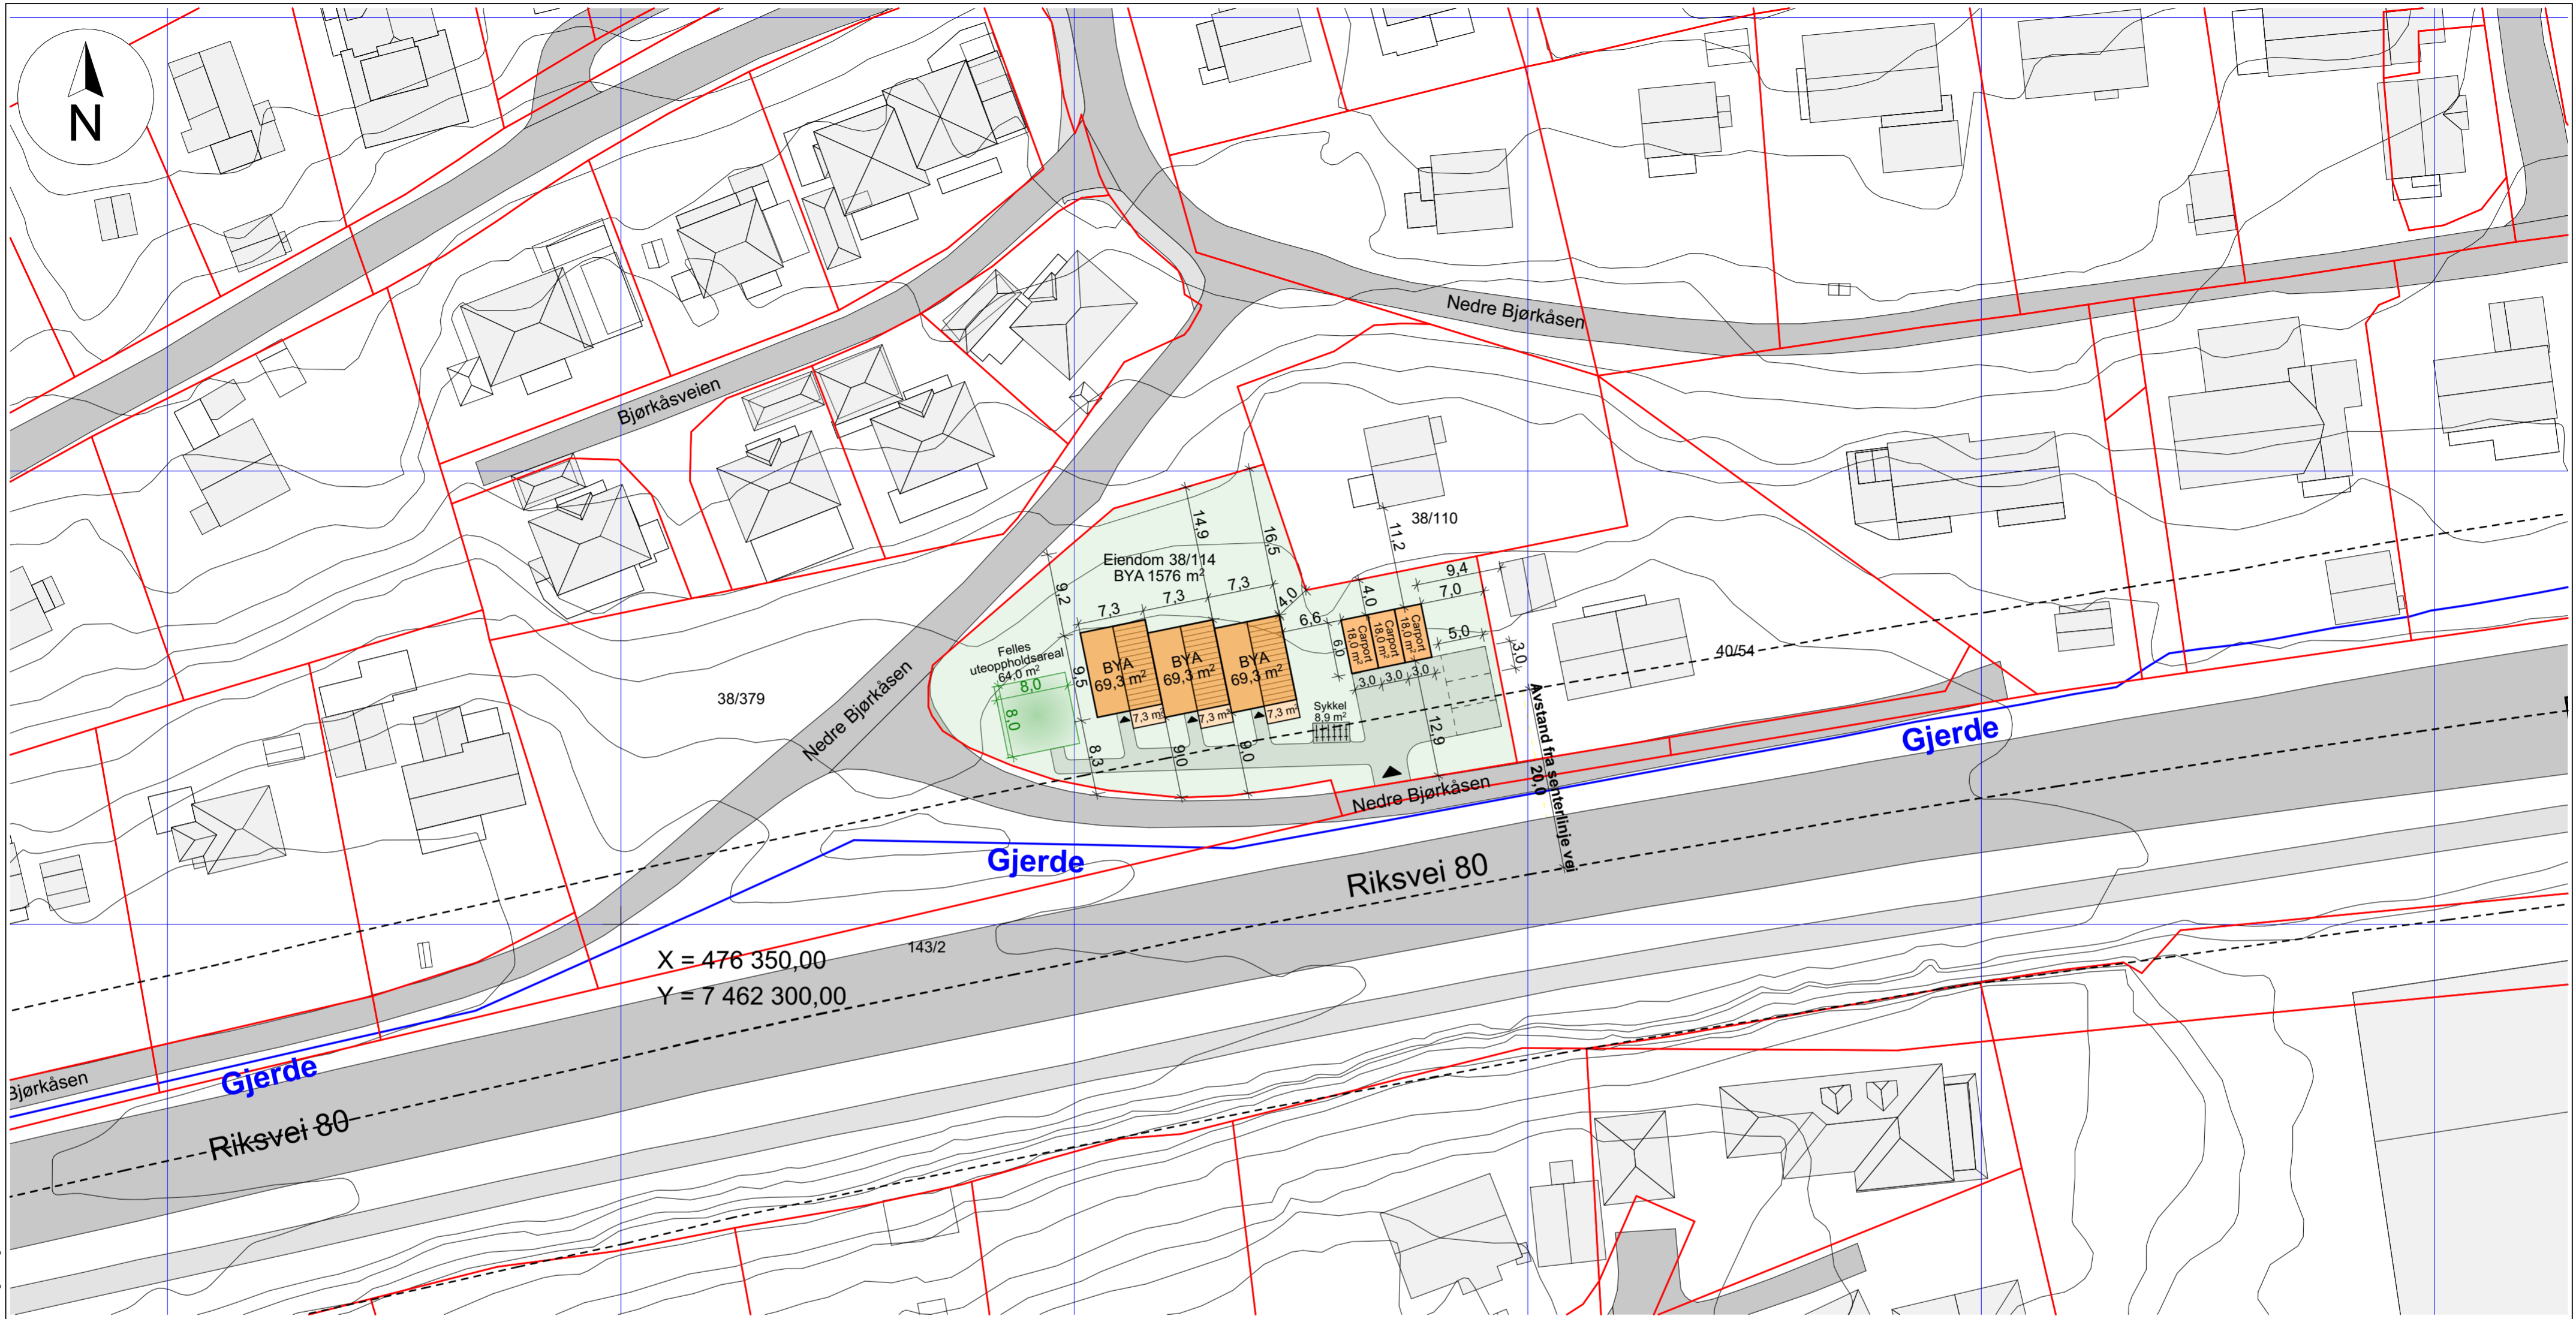 N
Nedre Bjørkåsen
Bjørkåsveien
38/110
11,2
14,9
16,5
Eiendom 38/114
BYA 1576 m²
9,2
7,3
7,3
7,3
4,0
6,6
4,0
9,4
7,0
5,0
3,0
6,0
Carport
18,0 m²
Carport
18,0 m²
Carport
18,0 m²
3,0
3,0
3,0
Felles
uteoppholdsareal
64,0 m²
8,0
8,0
9,5
BYA
69,3 m²
BYA
69,3 m²
BYA
69,3 m²
7,3 m²
7,3 m²
7,3 m²
Sykkel
8,9 m²
8,3
9,0
9,0
12,9
40/54
38/379
Nedre Bjørkåsen
Nedre Bjørkåsen
Avstand fra senterlinje vei
20,0
Gjerde
Gjerde
Riksvei 80
143/2
X = 476 350,00
Y = 7 462 300,00
Gjerde
Bjørkåsen
Riksvei 80